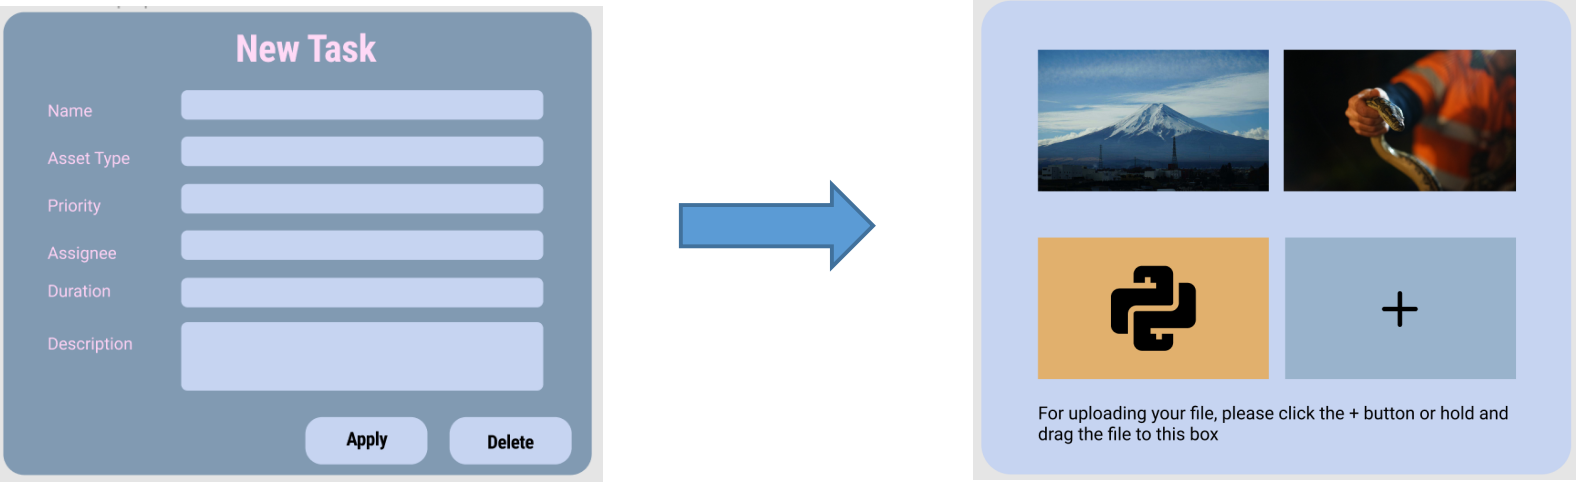 New Task
Name
Asset Type
Priority
Assignee
Duration
Description
Apply
Delete
For uploading your file, please click the + button or hold and
drag the file to this box